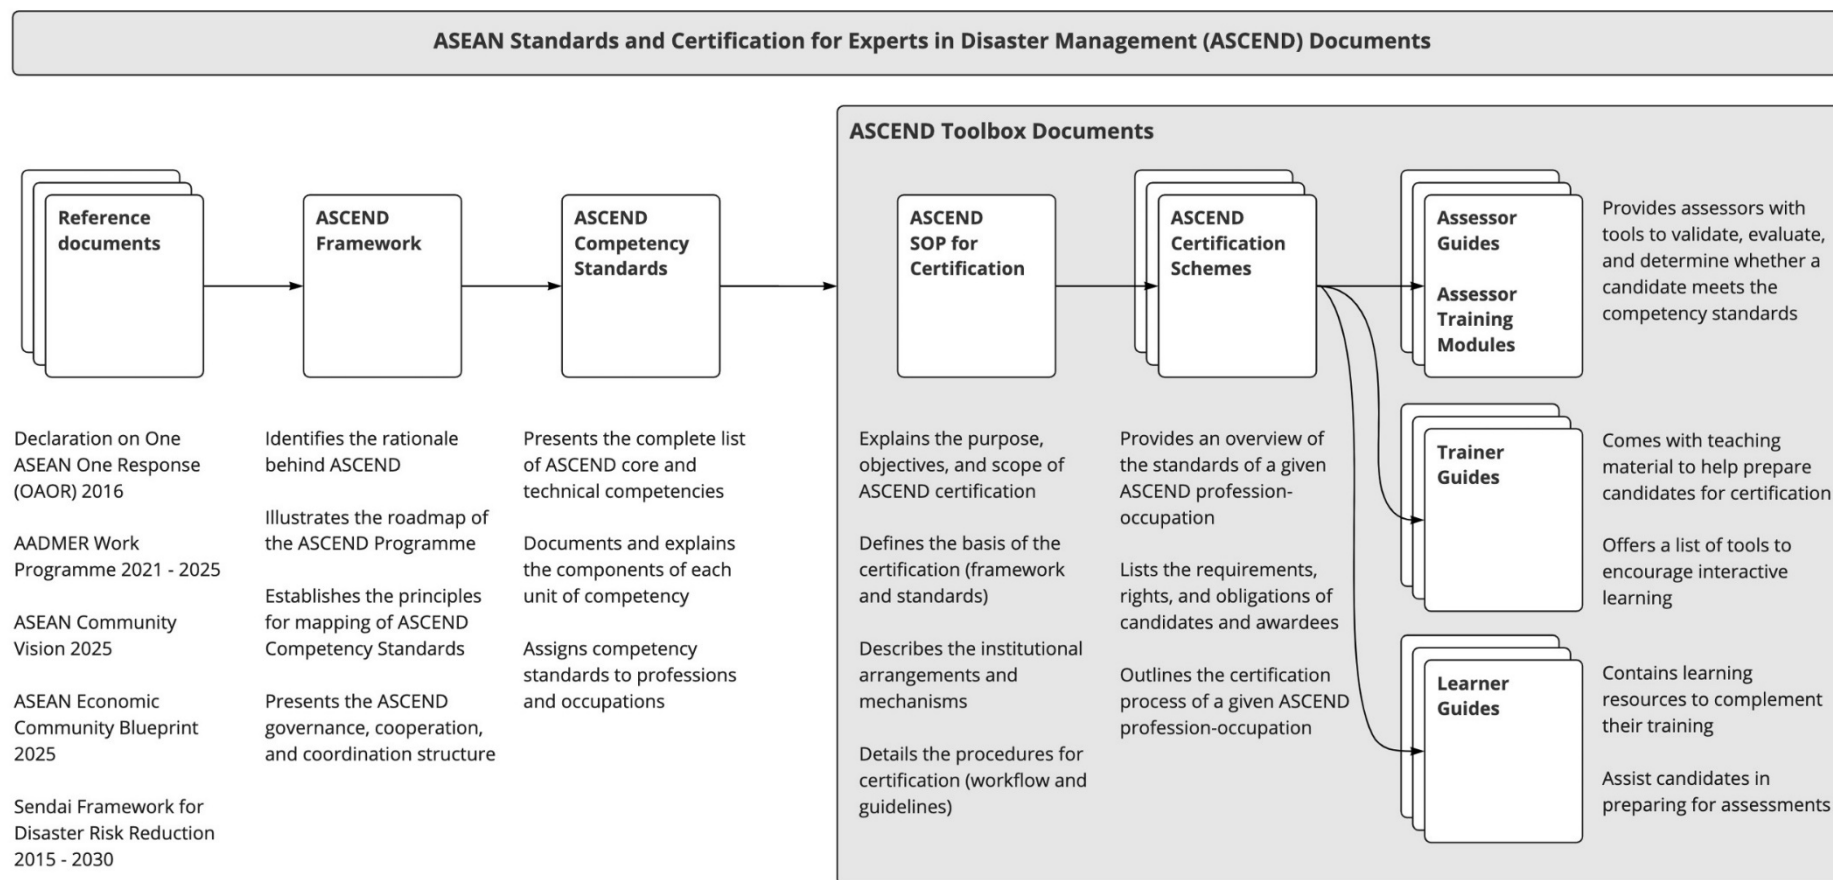 ASEAN Standards and Certification for Experts in Disaster Management (ASCEND) Documents
ASCEND Toolbox Documents
Reference
documents
ASCEND
Framework
ASCEND
Competency
Standards
ASCEND
SOP for
Certification
ASCEND
Certification
Schemes
Assessor
Guides
Assessor
Training
Modules
Provides assessors with
tools to validate, evaluate,
and determine whether a
candidate meets the
competency standards
Declaration on One
ASEAN One Response
(OAOR) 2016
AADMER Work
Programme 2021 - 2025
ASEAN Community
Vision 2025
ASEAN Economic
Community Blueprint
2025
Sendai Framework for
Disaster Risk Reduction
2015 - 2030
Identifies the rationale
behind ASCEND
Illustrates the roadmap of
the ASCEND Programme
Establishes the principles
for mapping of ASCEND
Competency Standards
Presents the ASCEND
governance, cooperation,
and coordination structure
Presents the complete list
of ASCEND core and
technical competencies
Documents and explains
the components of each
unit of competency
Assigns competency
standards to professions
and occupations
Explains the purpose,
objectives, and scope of
ASCEND certification
Defines the basis of the
certification (framework
and standards)
Describes the institutional
arrangements and
mechanisms
Details the procedures for
certification (workflow and
guidelines)
Provides an overview of
the standards of a given
ASCEND profession-
occupation
Lists the requirements,
rights, and obligations of
candidates and awardees
Outlines the certification
process of a given ASCEND
profession-occupation
Trainer
Guides
Comes with teaching
material to help prepare
candidates for certification
Offers a list of tools to
encourage interactive
learning
Learner
Guides
Contains learning
resources to complement
their training
Assist candidates in
preparing for assessments